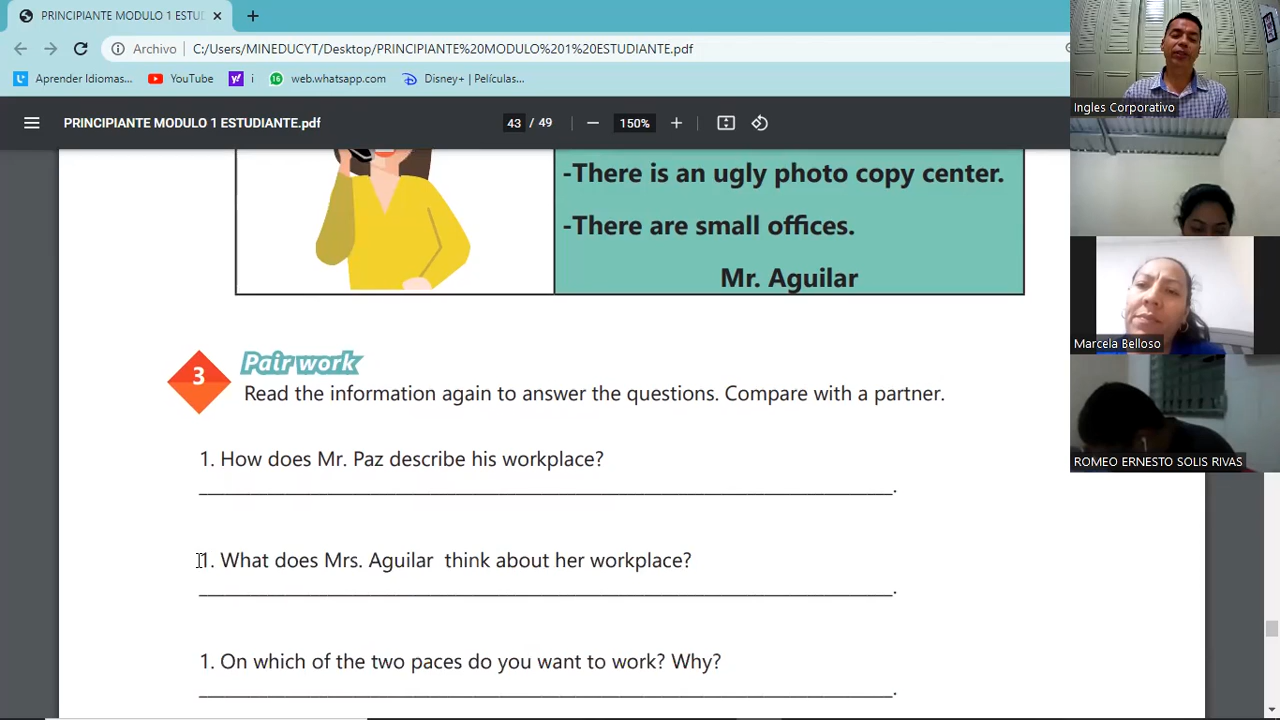 PRINCIPIANTE MODULO 1 ESTUDI
Archivo C:/Users/MINEDUCYT/Desktop/PRINCIPIANTE%20MODULO%201%20ESTUDIANTE.pdf
Aprender Idiomas... YouTube i web.whatsapp.com Disney+ | Películas...
PRINCIPIANTE MODULO 1 ESTUDIANTE.pdf 43 / 49 150%
-There is an ugly photo copy center.
-There are small offices.
Mr. Aguilar
3 Pair work
Read the information again to answer the questions. Compare with a partner.
1. How does Mr. Paz describe his workplace?
1. What does Mrs. Aguilar think about her workplace?
1. On which of the two paces do you want to work? Why?
Ingles Corporativo
Marcela Belloso
ROMEO ERNESTO SOLIS RIVAS